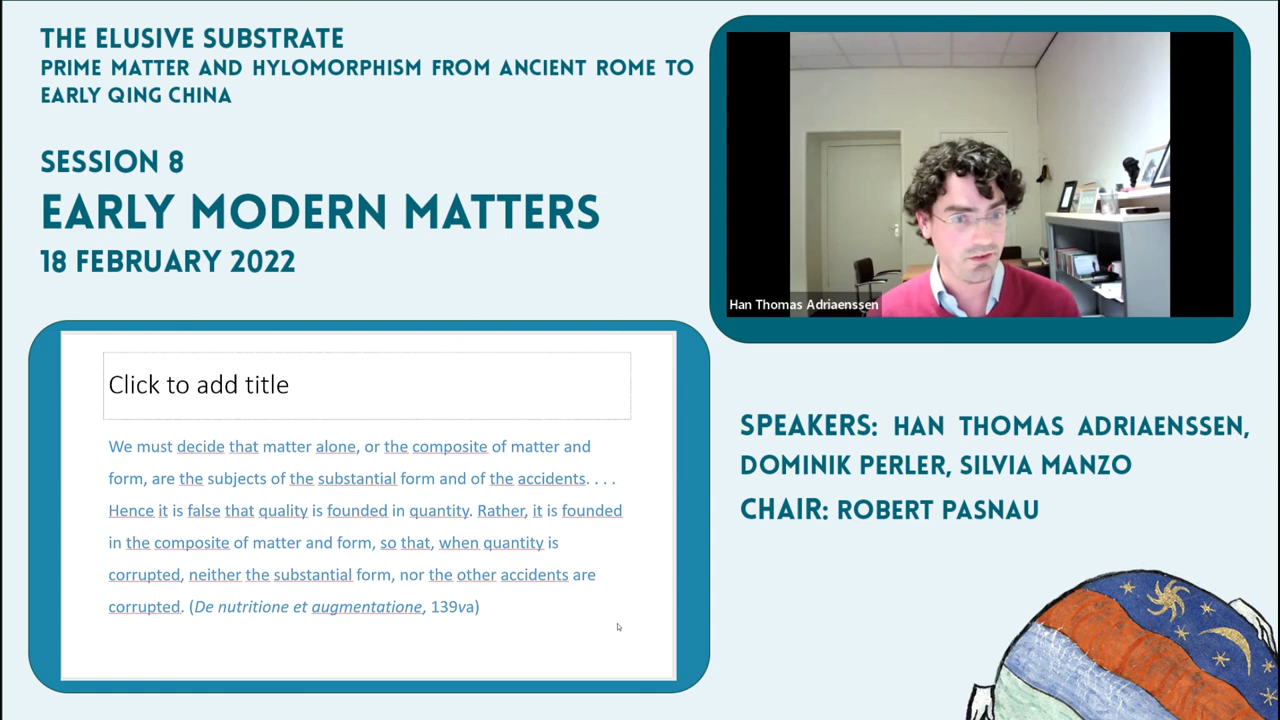 THE ELUSIVE SUBSTRATE
PRIME MATTER AND HYLOMORPHISM FROM ANCIENT ROME TO
EARLY QING CHINA
SESSION 8
EARLY MODERN MATTERS
18 FEBRUARY 2022
Han Thomas Adriaenssen
Click to add title
We must decide that matter alone, or the composite of matter and
form, are the subjects of the substantial form and of the accidents. . . .
Hence it is false that quality is founded in quantity. Rather, it is founded
in the composite of matter and form, so that, when quantity is
corrupted, neither the substantial form, nor the other accidents are
corrupted. (De nutritione et augmentatione, 139va)
SPEAKERS: HAN THOMAS ADRIAENSSEN,
DOMINIK PERLER, SILVIA MANZO
CHAIR: ROBERT PASNAU